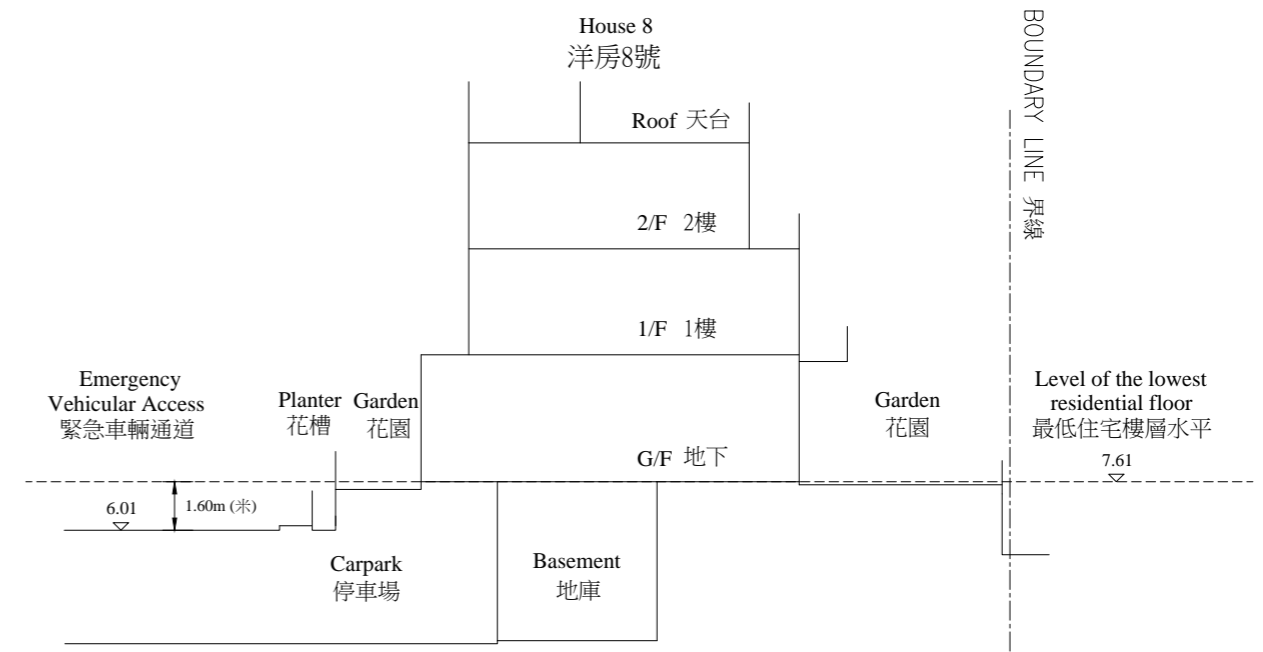 House 8
洋房8號
BOUNDARY LINE 界線
Roof 天台
2/F 2樓
1/F 1樓
Emergency
Vehicular Access
緊急車輛通道
Planter
花槽
Garden
花園
Garden
花園
Level of the lowest
residential floor
最低住宅樓層水平
G/F 地下
7.61
6.01
1.60m (米)
Carpark
停車場
Basement
地庫